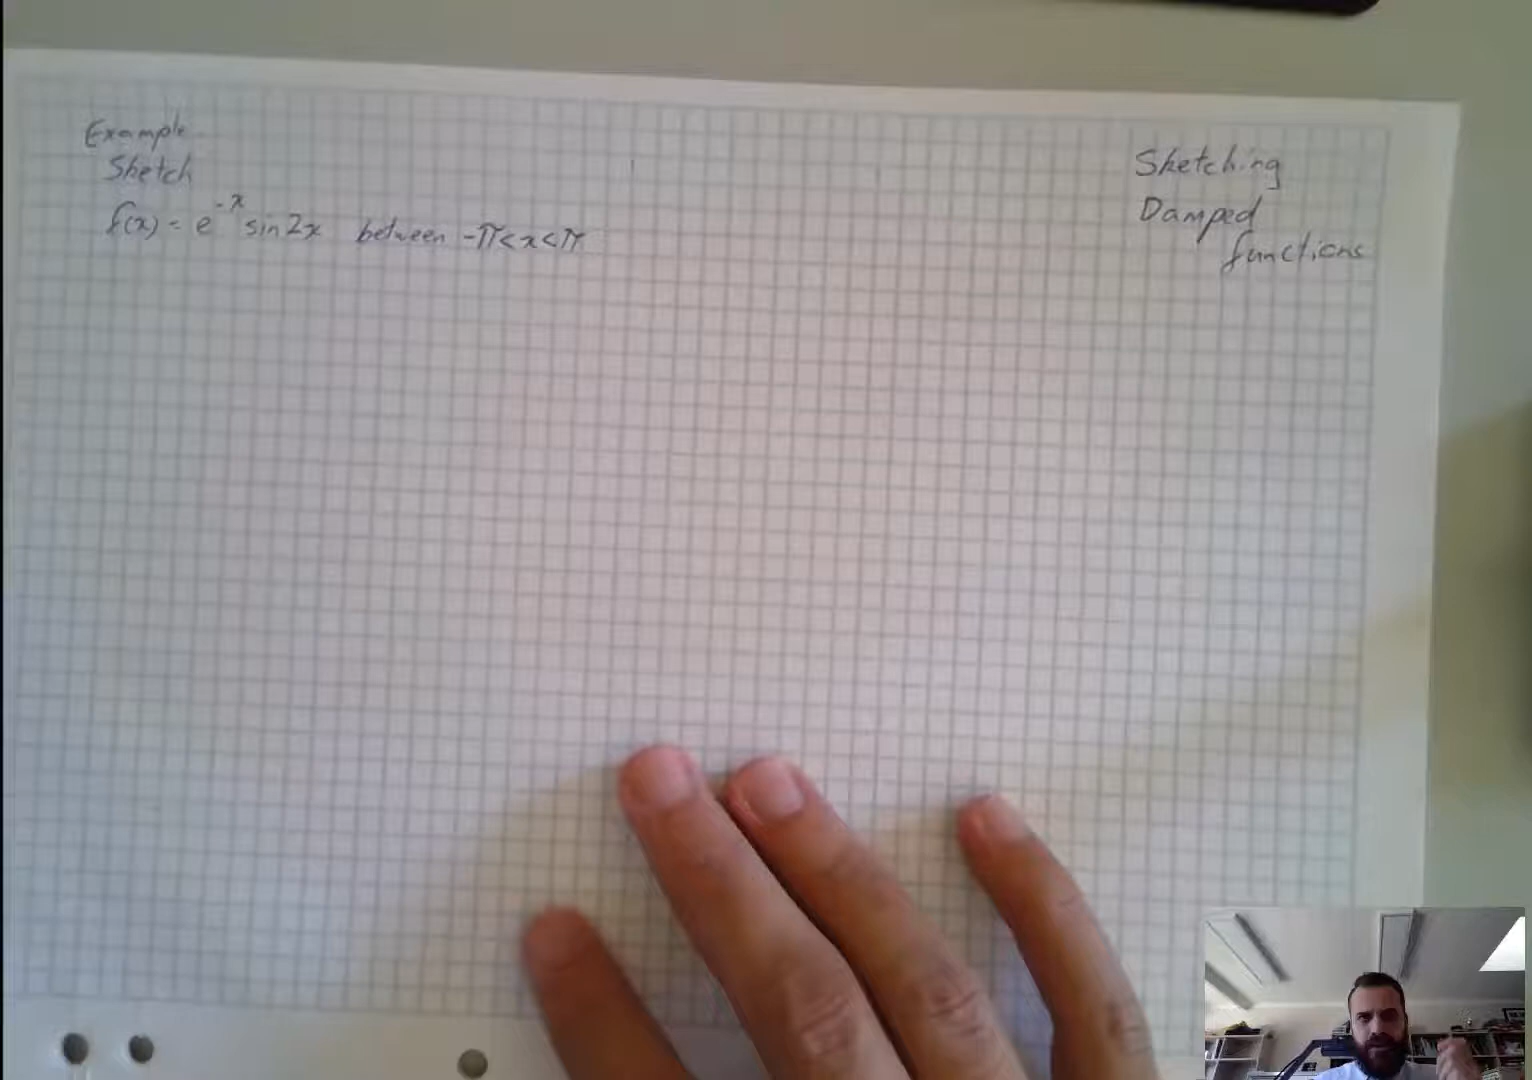 Example
Sketch
f(x) = e^{-x} sin 2x between -π < x < π
Sketching
Damped
functions